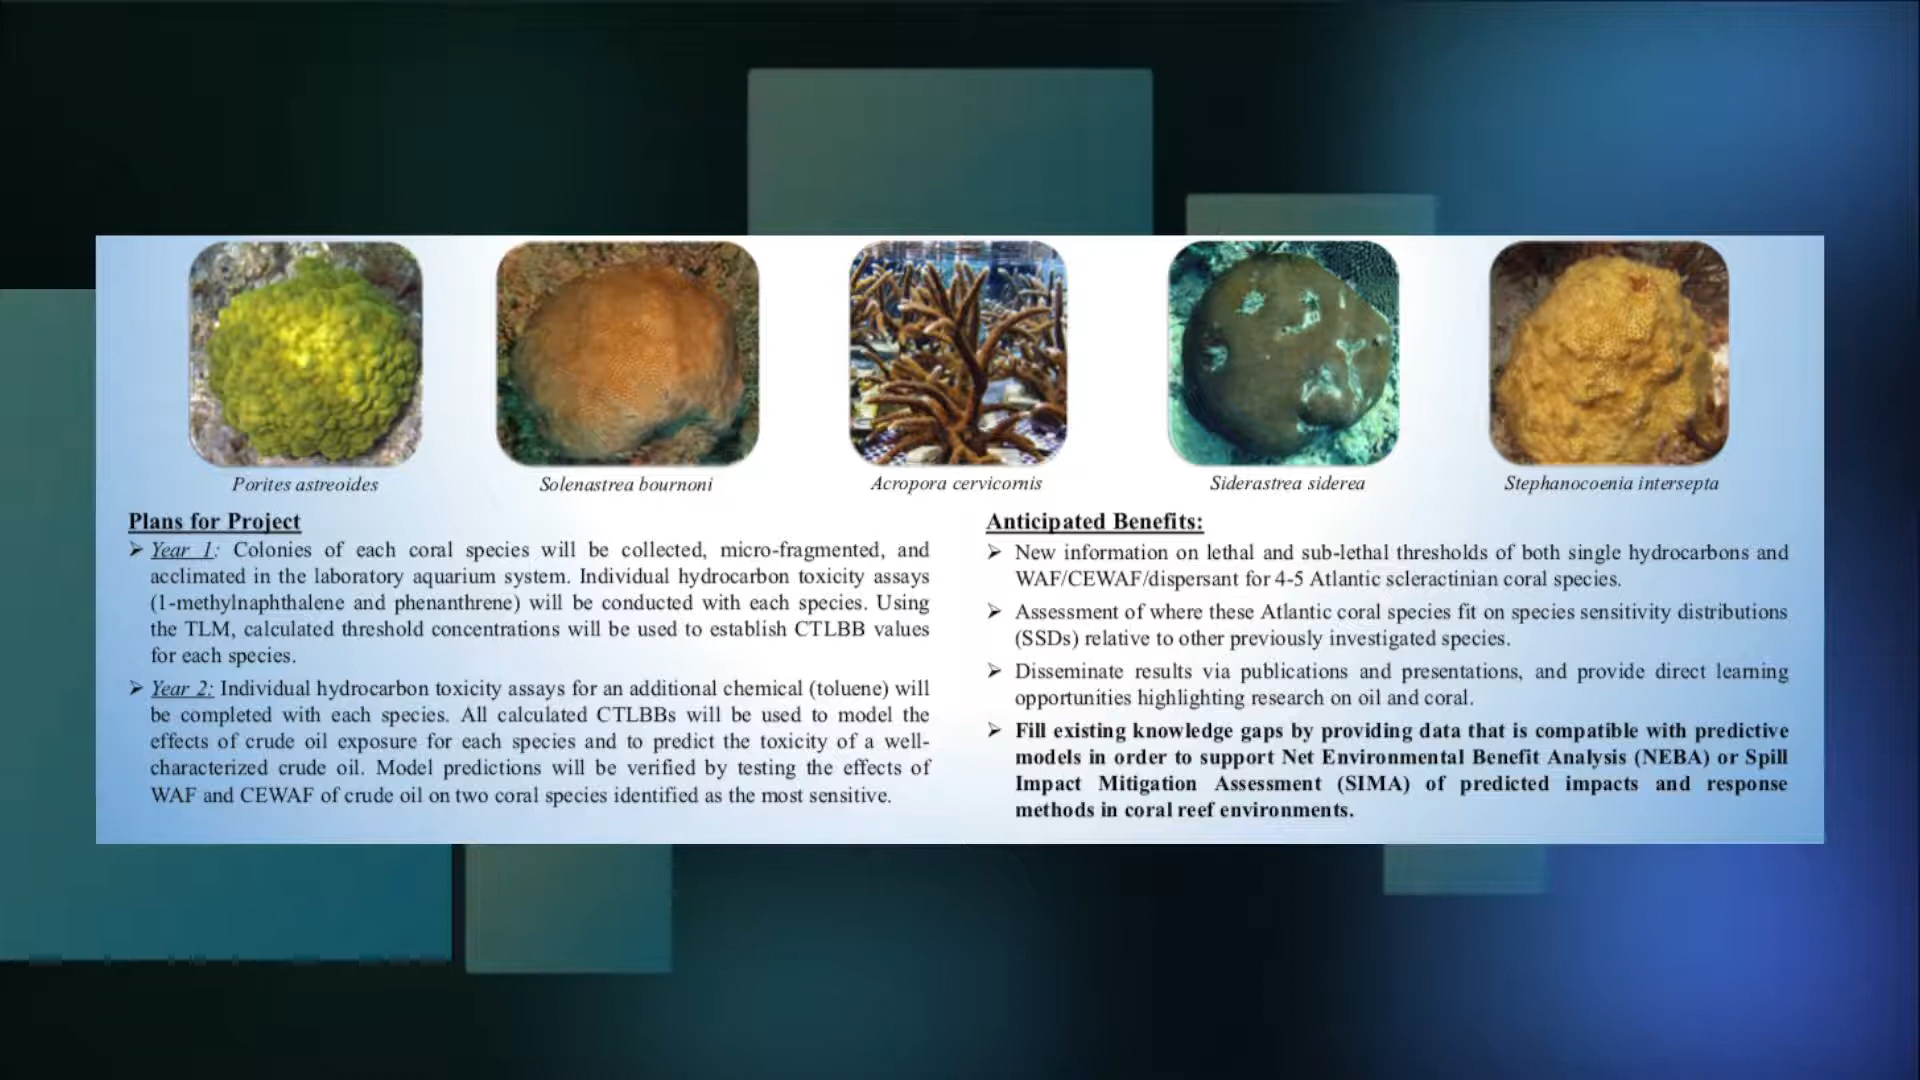 Porites astreoides
Solenastrea bournoni
Acropora cervicornis
Siderastrea siderea
Stephanocoenia intersepta
Plans for Project
➢ Year 1: Colonies of each coral species will be collected, micro-fragmented, and
acclimated in the laboratory aquarium system. Individual hydrocarbon toxicity assays
(1-methylnaphthalene and phenanthrene) will be conducted with each species. Using
the TLM, calculated threshold concentrations will be used to establish CTLBB values
for each species.
➢ Year 2: Individual hydrocarbon toxicity assays for an additional chemical (toluene) will
be completed with each species. All calculated CTLBBs will be used to model the
effects of crude oil exposure for each species and to predict the toxicity of a well-
characterized crude oil. Model predictions will be verified by testing the effects of
WAF and CEWAF of crude oil on two coral species identified as the most sensitive.
Anticipated Benefits:
➢ New information on lethal and sub-lethal thresholds of both single hydrocarbons and
WAF/CEWAF/dispersant for 4-5 Atlantic scleractinian coral species.
➢ Assessment of where these Atlantic coral species fit on species sensitivity distributions
(SSDs) relative to other previously investigated species.
➢ Disseminate results via publications and presentations, and provide direct learning
opportunities highlighting research on oil and coral.
➢ Fill existing knowledge gaps by providing data that is compatible with predictive
models in order to support Net Environmental Benefit Analysis (NEBA) or Spill
Impact Mitigation Assessment (SIMA) of predicted impacts and response
methods in coral reef environments.